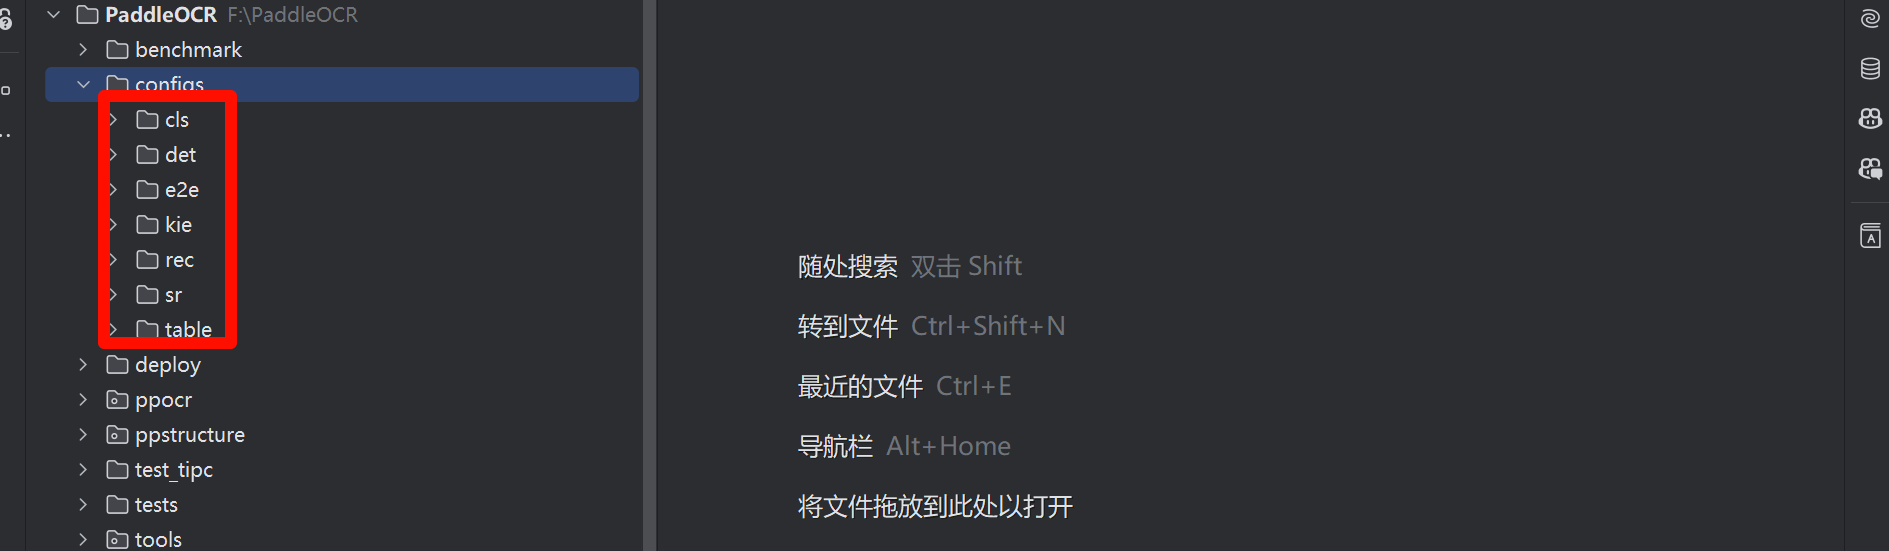 PaddleOCR F:\PaddleOCR
benchmark
configs
cls
det
e2e
kie
rec
sr
table
deploy
ppocr
ppstructure
test_tipc
tests
tools
随处搜索 双击 Shift
转到文件 Ctrl+Shift+N
最近的文件 Ctrl+E
导航栏 Alt+Home
将文件拖放到此处以打开